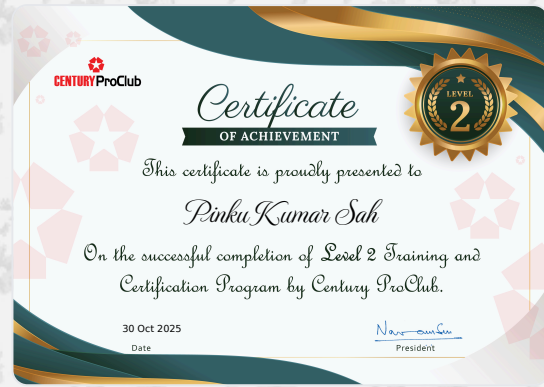 CENTURY ProClub
LEVEL
2
Certificate
OF ACHIEVEMENT
This certificate is proudly presented to
Pinku Kumar Sah
On the successful completion of Level 2 Training and
Certification Program by Century ProClub.
30 Oct 2025
Date
President